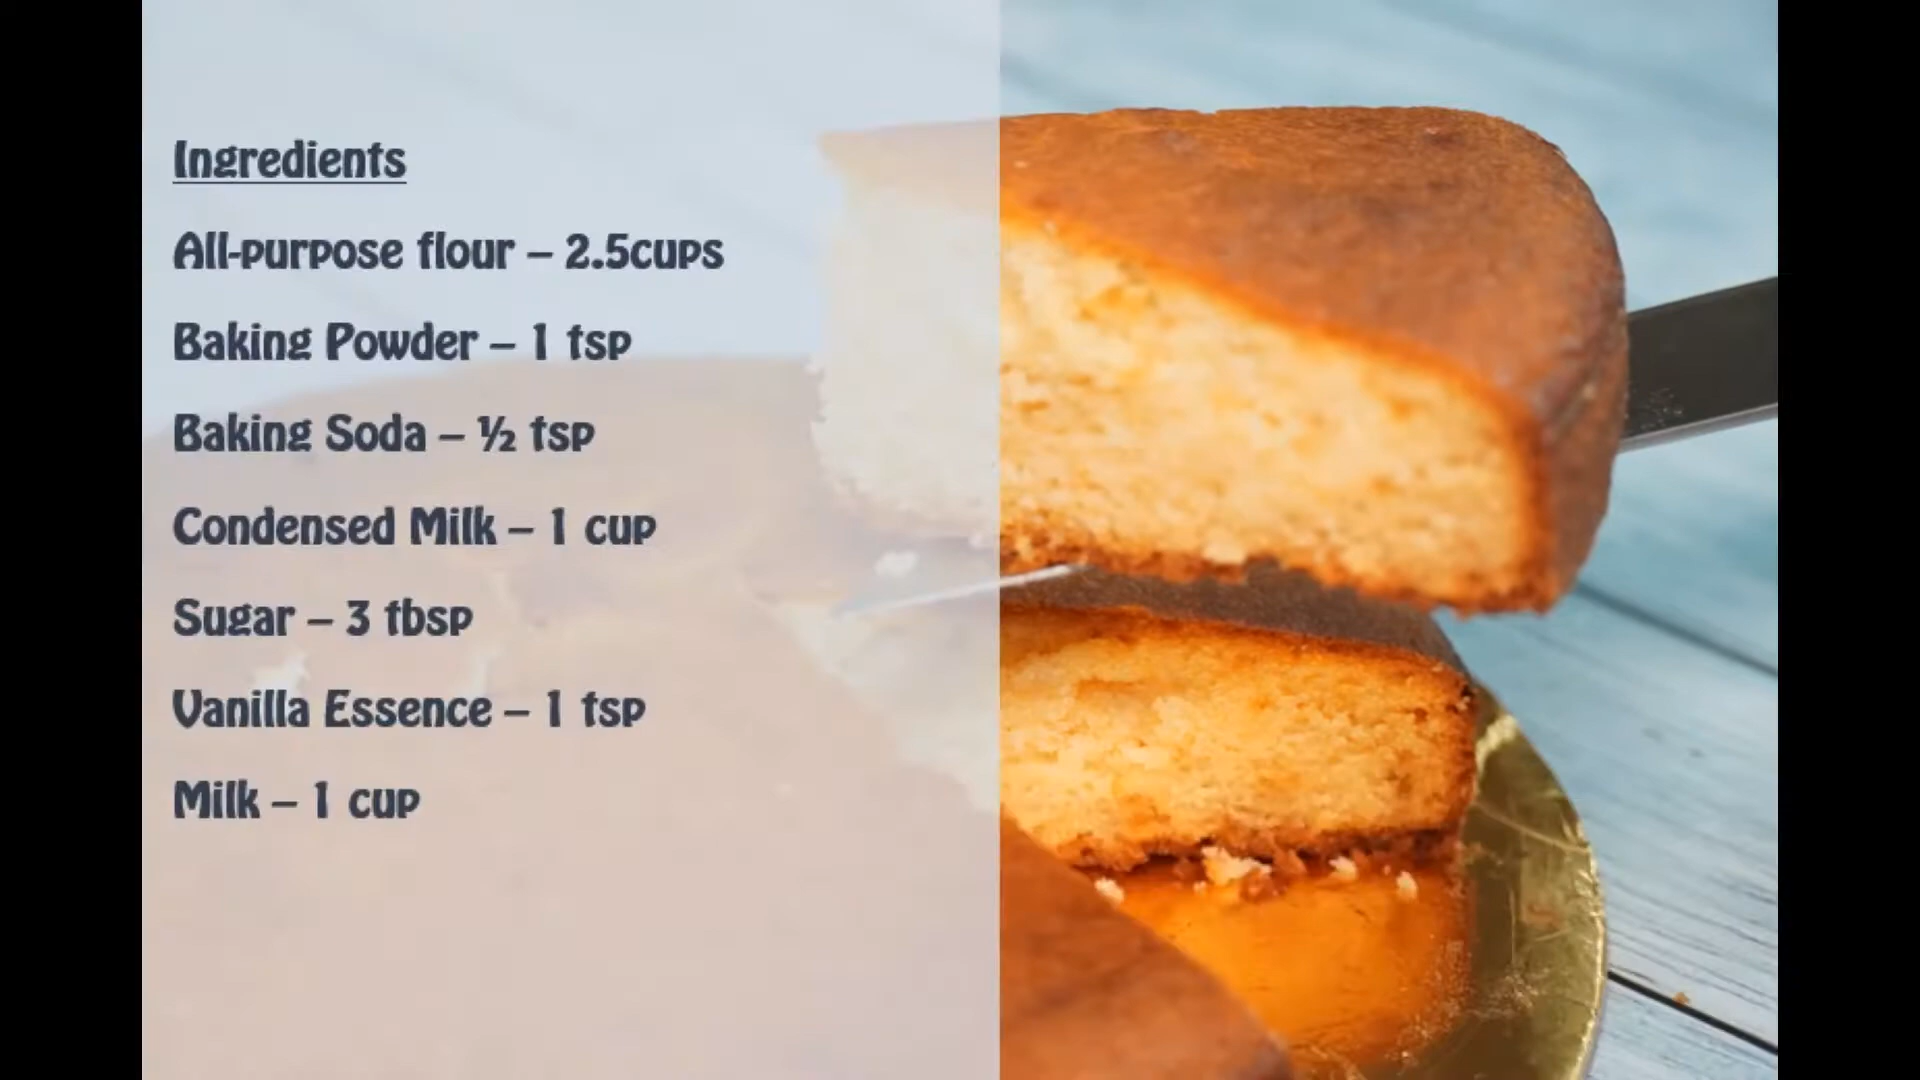 Ingredients
All-purpose flour – 2.5cups
Baking Powder – 1 tsp
Baking Soda – ½ tsp
Condensed Milk – 1 cup
Sugar – 3 tbsp
Vanilla Essence – 1 tsp
Milk – 1 cup